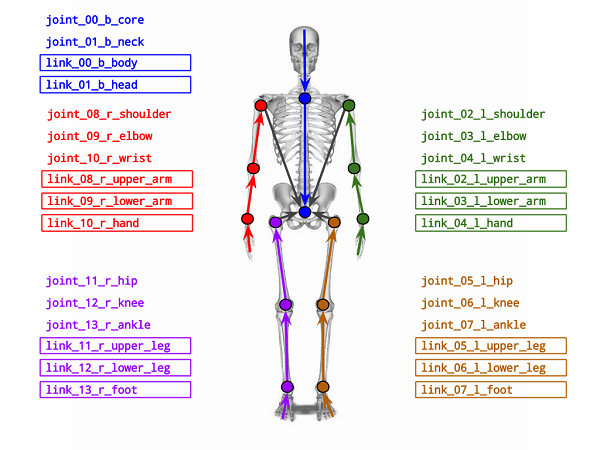 joint_00_b_core
joint_01_b_neck
link_00_b_body
link_01_b_head
joint_08_r_shoulder
joint_09_r_elbow
joint_10_r_wrist
link_08_r_upper_arm
link_09_r_lower_arm
link_10_r_hand
joint_02_l_shoulder
joint_03_l_elbow
joint_04_l_wrist
link_02_l_upper_arm
link_03_l_lower_arm
link_04_l_hand
joint_11_r_hip
joint_12_r_knee
joint_13_r_ankle
link_11_r_upper_leg
link_12_r_lower_leg
link_13_r_foot
joint_05_l_hip
joint_06_l_knee
joint_07_l_ankle
link_05_l_upper_leg
link_06_l_lower_leg
link_07_l_foot